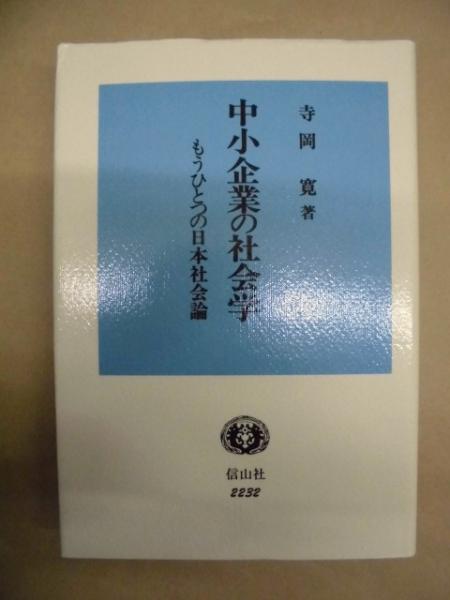 寺岡 寛 著
中小企業の社会学
もうひとつの日本社会論
信山社
2232